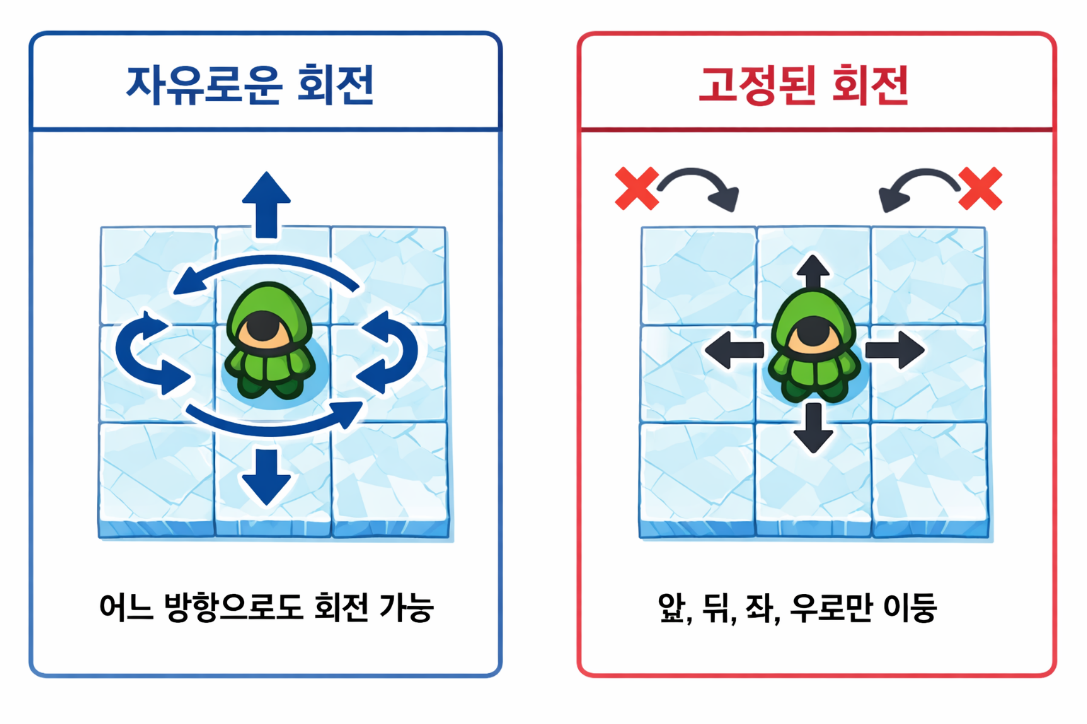 자유로운 회전
고정된 회전
어느 방항으로도 회전 가능
앞, 뒤, 좌, 우로만 이둥